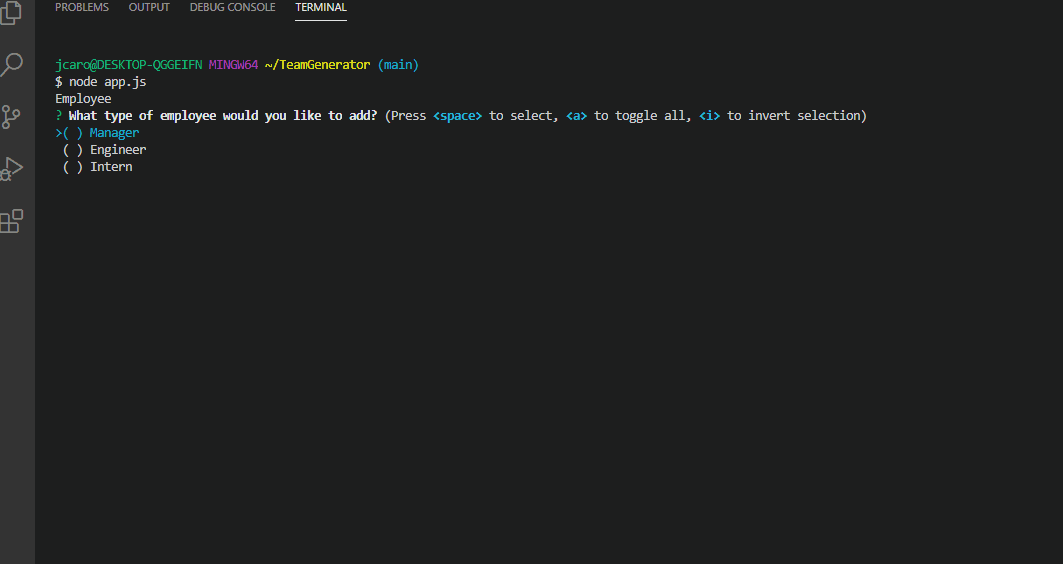 PROBLEMS OUTPUT DEBUG CONSOLE TERMINAL
jcaro@DESKTOP-QGGEIFN MINGW64 ~/TeamGenerator (main)
$ node app.js
Employee
? What type of employee would you like to add? (Press <space> to select, <a> to toggle all, <i> to invert selection)
>( ) Manager
( ) Engineer
( ) Intern